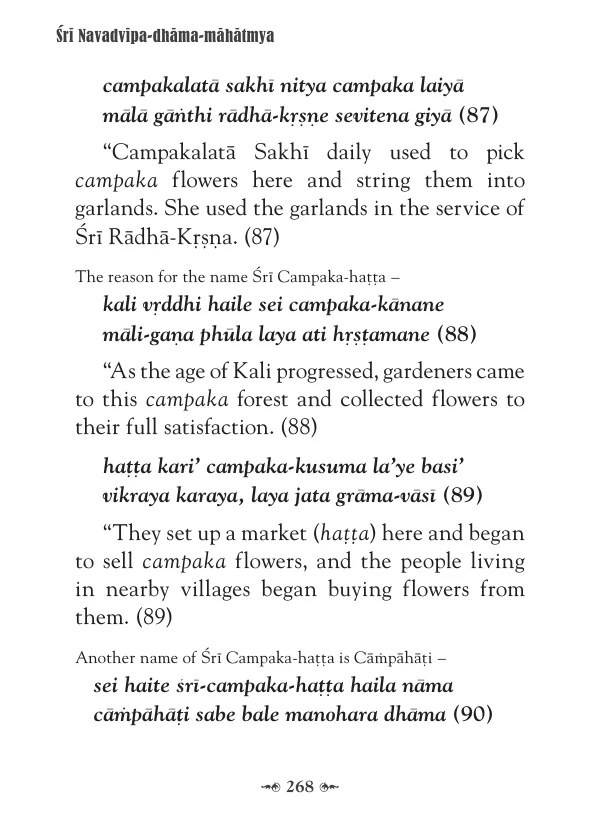 Śrī Navadvīpa-dhāma-māhātmya
campakalatā sakhī nitya campaka laiyā
mālā gāṅthi rādhā-kṛṣṇe sevitena giyā (87)
“Campakalatā Sakhī daily used to pick
campaka flowers here and string them into
garlands. She used the garlands in the service of
Śrī Rādhā-Kṛṣṇa. (87)
The reason for the name Śrī Campaka-haṭṭa –
kali vṛddhi haile sei campaka-kānane
māli-gaṇa phūla laya ati hṛṣṭamane (88)
“As the age of Kali progressed, gardeners came
to this campaka forest and collected flowers to
their full satisfaction. (88)
haṭṭa kari’ campaka-kusuma la’ye basi’
vikraya karaya, laya jata grāma-vāsī (89)
“They set up a market (haṭṭa) here and began
to sell campaka flowers, and the people living
in nearby villages began buying flowers from
them. (89)
Another name of Śrī Campaka-haṭṭa is Cāṁpāhāṭi –
sei haite śrī-campaka-haṭṭa haila nāma
cāṁpāhāṭi sabe bale manohara dhāma (90)
268